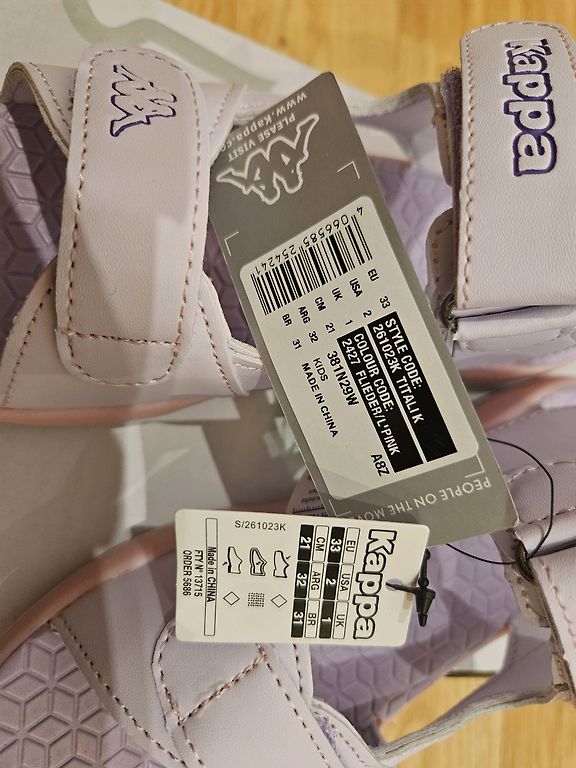 Kappa
PLEASE VISIT
www.Kappa.co
4 066585 254241
EU 33
USA 2
UK 1
CM 21
ARG 32
BR 31
STYLE CODE:
261023K TITALI K
COLOUR CODE:
2427 FLIEDER/L'PINK
381N29W
A8Z
KIDS
MADE IN CHINA
PEOPLE ON THE MOV
Kappa
S/261023K
EU USA UK
33 2 1
CM ARG BR
21 32 31
Made in CHINA
FTY N° 13715
ORDER 5686